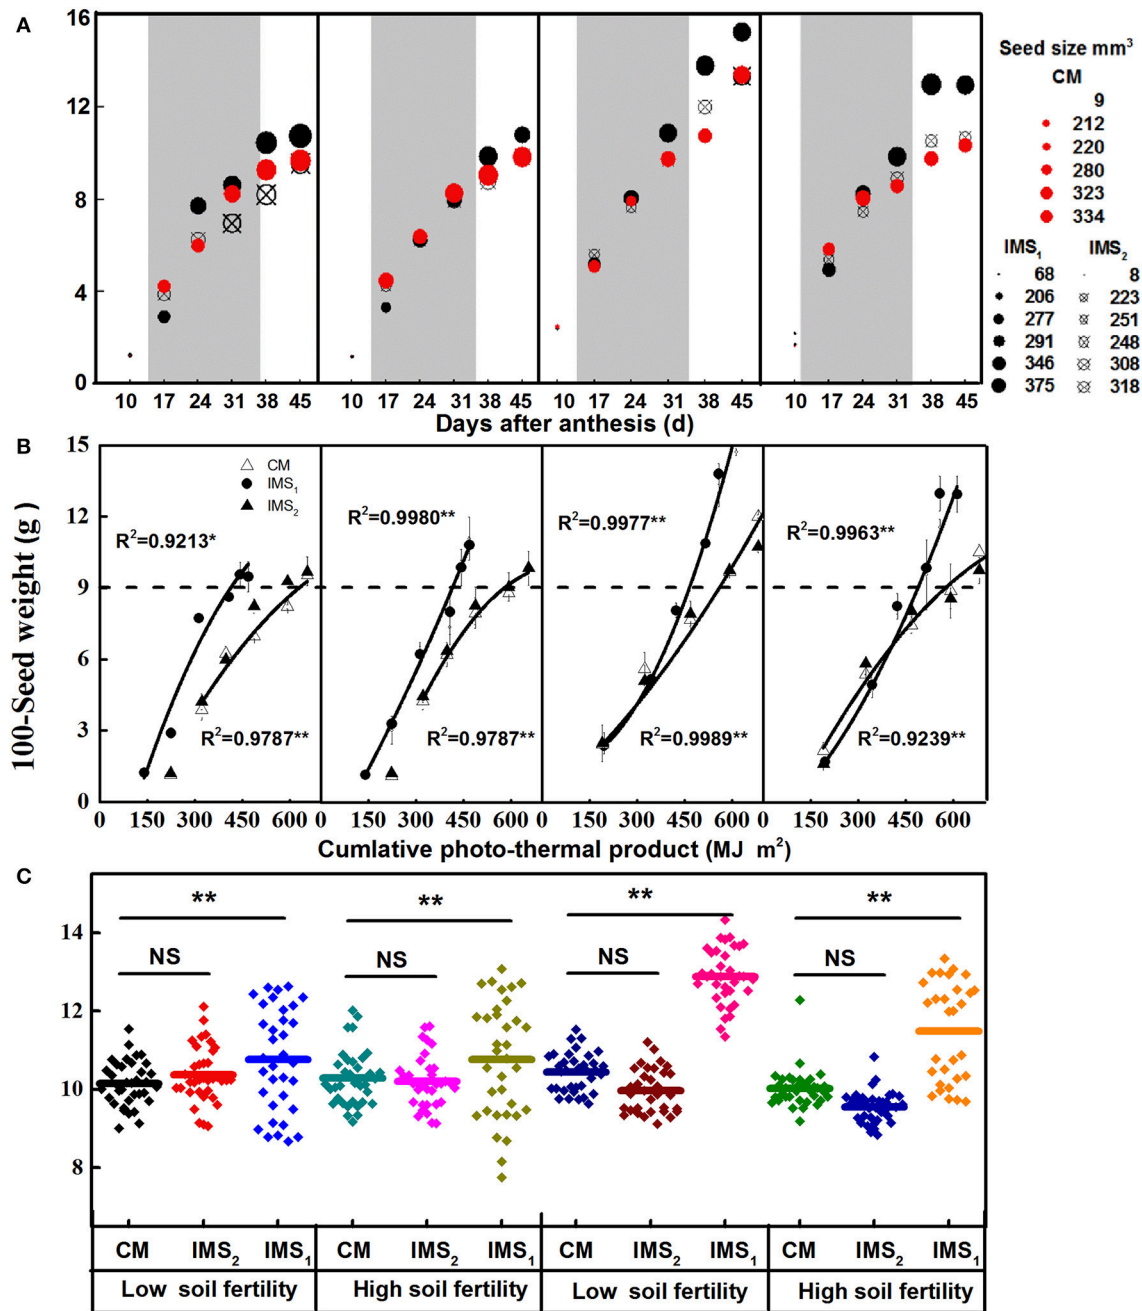 A
16
12
8
4
0
10 17 24 31 38 45 10 17 24 31 38 45 10 17 24 31 38 45 10 17 24 31 38 45
Days after anthesis (d)
Seed size mm³
CM
9
212
220
280
323
334
IMS₁ IMS₂
68 8
206 223
277 251
291 248
346 308
375 318
B
15
12
9
6
3
0
100-Seed weight (g)
CM
IMS₁
IMS₂
R²=0.9213*
R²=0.9787**
R²=0.9980**
R²=0.9787**
R²=0.9977**
R²=0.9989**
R²=0.9963**
R²=0.9239**
0 150 300 450 600 0 150 300 450 600 0 150 300 450 600 0 150 300 450 600
Cumlative photo-thermal product (MJ m²)
C
14
12
10
8
**
NS
**
NS
**
NS
**
NS
CM IMS₂ IMS₁ CM IMS₂ IMS₁ CM IMS₂ IMS₁ CM IMS₂ IMS₁
Low soil fertility High soil fertility Low soil fertility High soil fertility